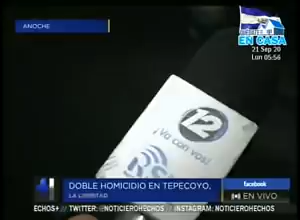 ANOCHE
EN CASA
21 Sep 20
Lun 05:56
12
¡Va con vos!
DOBLE HOMICIDIO EN TEPECOYO,
LA LIBERTAD
facebook
EN VIVO
ECHOS+// TWITTER: @NOTICIEROHECHOS // INSTAGRAM: NOTICIEROHECHOS